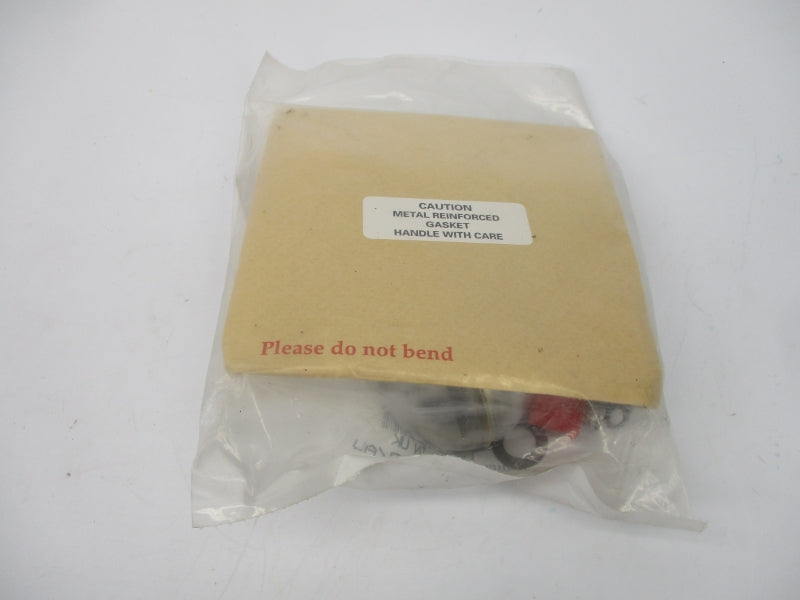 CAUTION
METAL REINFORCED
GASKET
HANDLE WITH CARE
Please do not bend